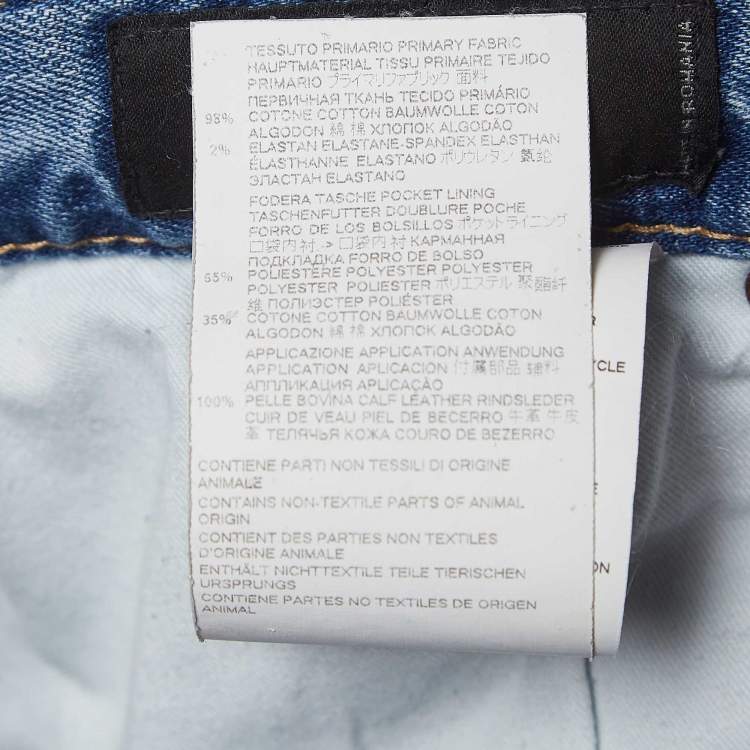 TESSUTO PRIMARIO PRIMARY FABRIC
HAUPTMATERIAL TISSU PRIMAIRE TEJIDO
PRIMARIO プライマリファブリック 面料
ПЕРВИЧНАЯ ТКАНЬ TECIDO PRIMÁRIO
98% COTONE COTTON BAUMWOLLE COTON
ALGODON 綿 棉 ХЛОПОК ALGODÃO
2% ELASTAN ELASTANE-SPANDEX ELASTHAN
ÉLASTHANNE ELASTANO ポリウレタン 氨纶
ЭЛАСТАН ELASTANO
FODERA TASCHE POCKET LINING
TASCHENFUTTER DOUBLURE POCHE
FORRO DE LOS BOLSILLOS ポケットライニング
口袋内衬 -> 口袋内衬 КАРМАННАЯ
ПОДКЛАДКА FORRO DE BOLSO
65% POLIESTERE POLYESTER POLYESTER
POLYESTER POLIESTER ポリエステル 聚酯纤
维 ПОЛИЭСТЕР POLIÉSTER
35% COTONE COTTON BAUMWOLLE COTON
ALGODON 綿 棉 ХЛОПОК ALGODÃO
APPLICAZIONE APPLICATION ANWENDUNG
APPLICATION APLICACION 付属部品 辅料
АППЛИКАЦИЯ APLICAÇÃO
100% PELLE BOVINA CALF LEATHER RINDSLEDER
CUIR DE VEAU PIEL DE BECERRO 牛革 牛皮
革 ТЕЛЯЧЬЯ КОЖА COURO DE BEZERRO
CONTIENE PARTI NON TESSILI DI ORIGINE
ANIMALE
CONTAINS NON-TEXTILE PARTS OF ANIMAL
ORIGIN
CONTIENT DES PARTIES NON TEXTILES
D'ORIGINE ANIMALE
ENTHÄLT NICHTTEXTILE TEILE TIERISCHEN
URSPRUNGS
CONTIENE PARTES NO TEXTILES DE ORIGEN
ANIMAL
IN ROMANIA
R
YCLE
E
ON